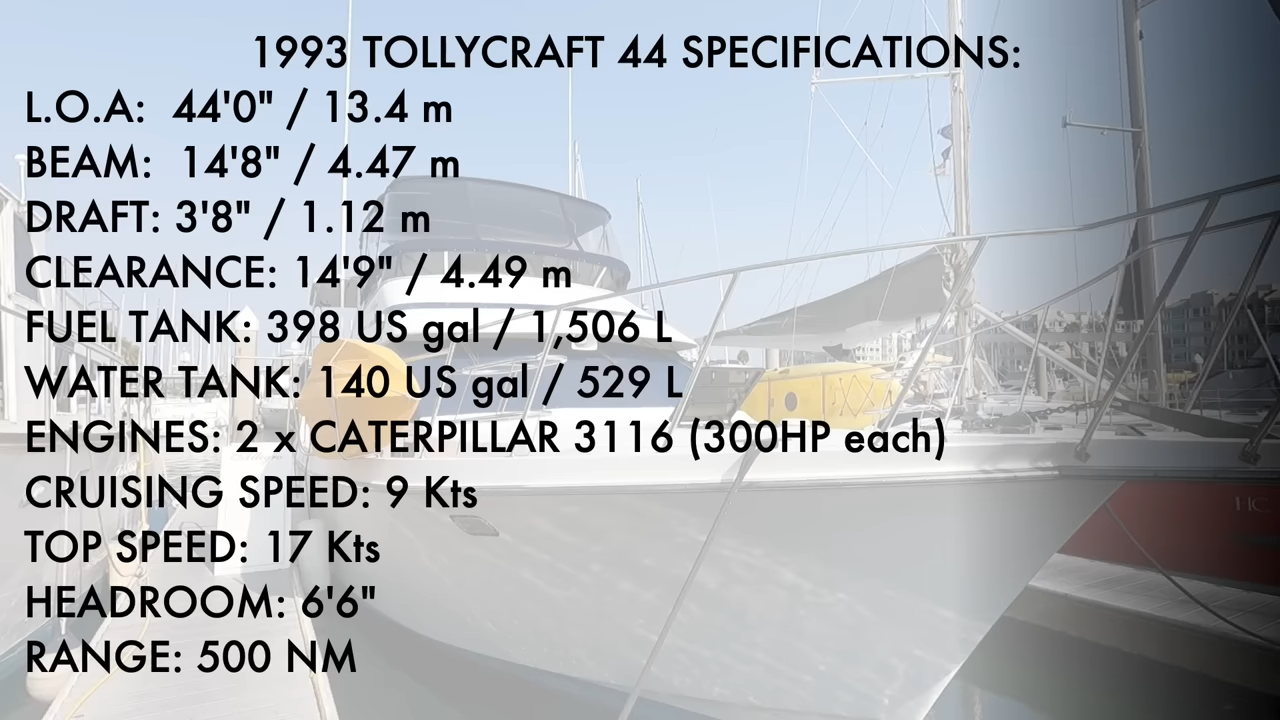 1993 TOLLYCRAFT 44 SPECIFICATIONS:
L.O.A: 44'0" / 13.4 m
BEAM: 14'8" / 4.47 m
DRAFT: 3'8" / 1.12 m
CLEARANCE: 14'9" / 4.49 m
FUEL TANK: 398 US gal / 1,506 L
WATER TANK: 140 US gal / 529 L
ENGINES: 2 x CATERPILLAR 3116 (300HP each)
CRUISING SPEED: 9 Kts
TOP SPEED: 17 Kts
HEADROOM: 6'6"
RANGE: 500 NM